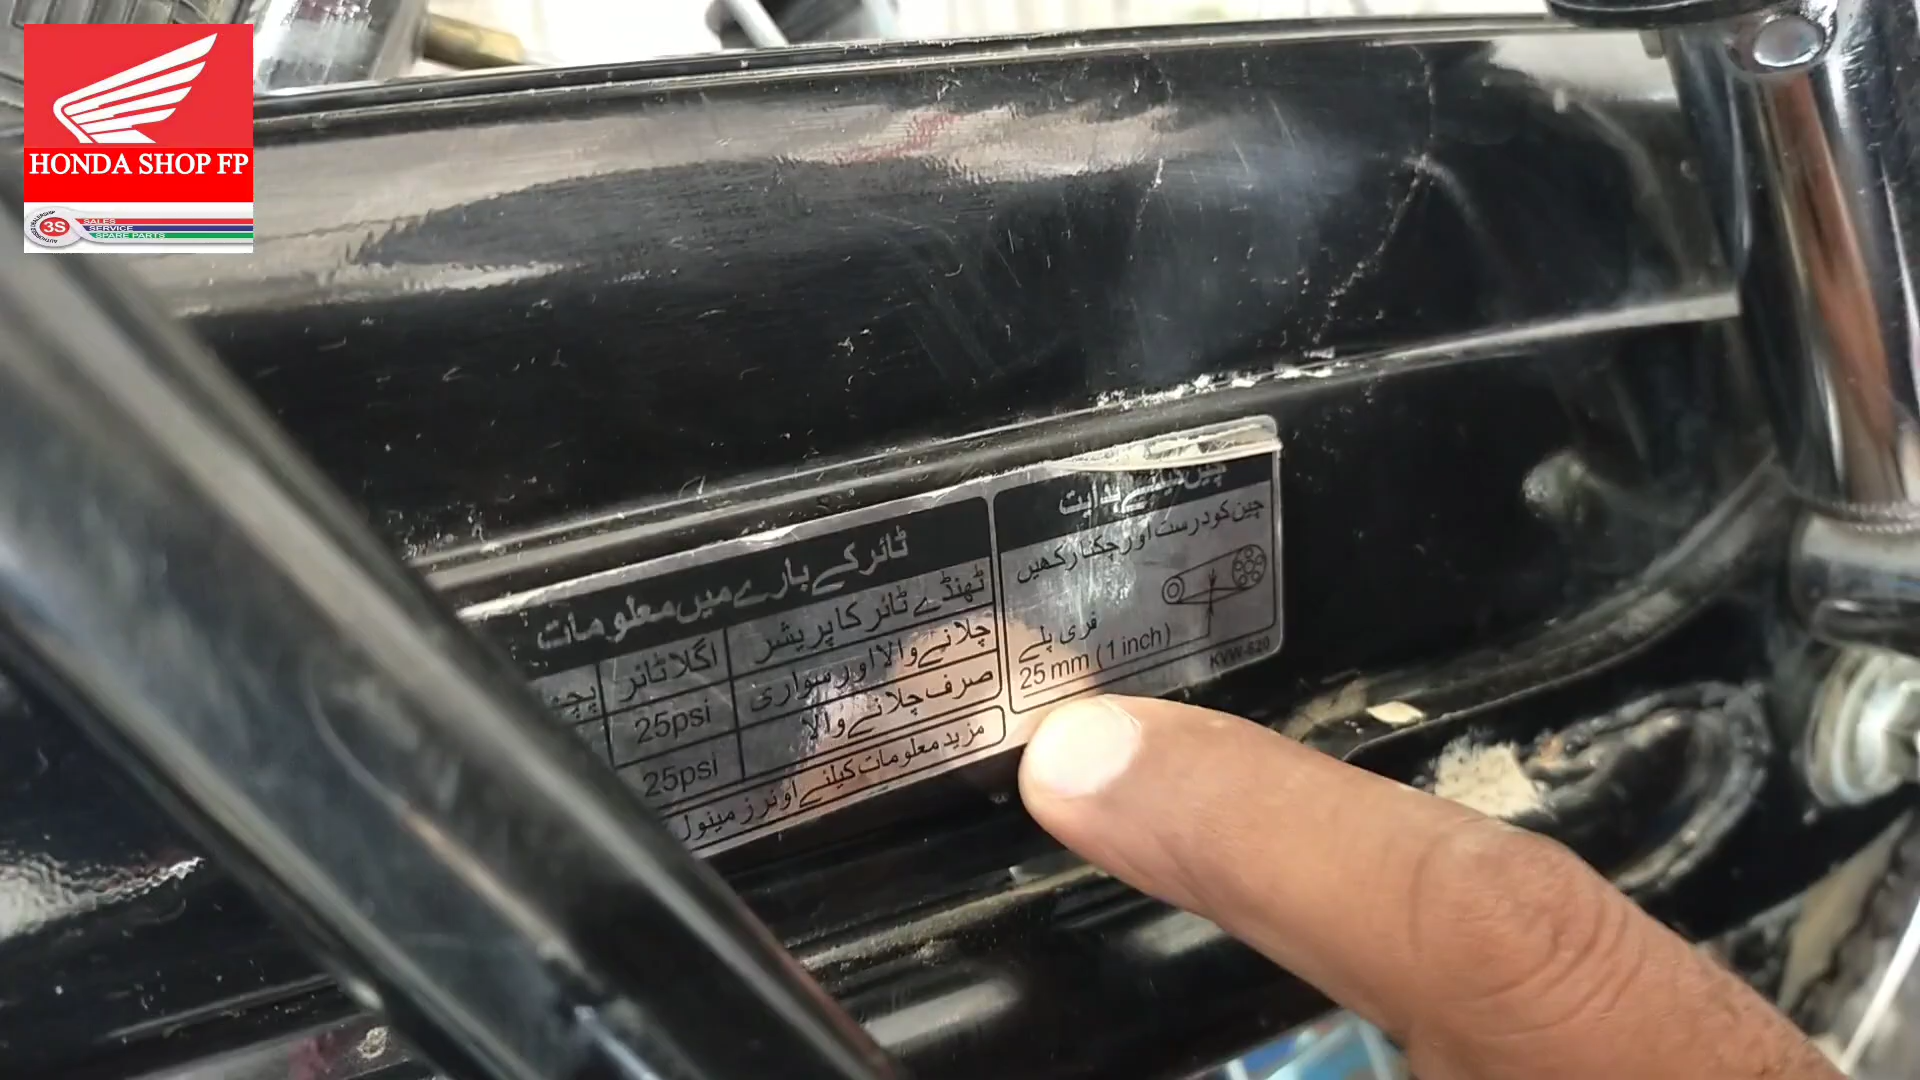 HONDA SHOP FP
3S
SALES
SERVICE
SPARE PARTS
چین کیلئے ہدایت
چین کو درست اور چکنا رکھیں
فری پلے
25 mm (1 inch)
KVW-620
ٹائر کے بارے میں معلومات
ٹھنڈے ٹائر کا پریشر اگلا ٹائر
چلانے والا اور سواری 25psi
صرف چلانے والا 25psi
مزید معلومات کیلئے اونرز مینول